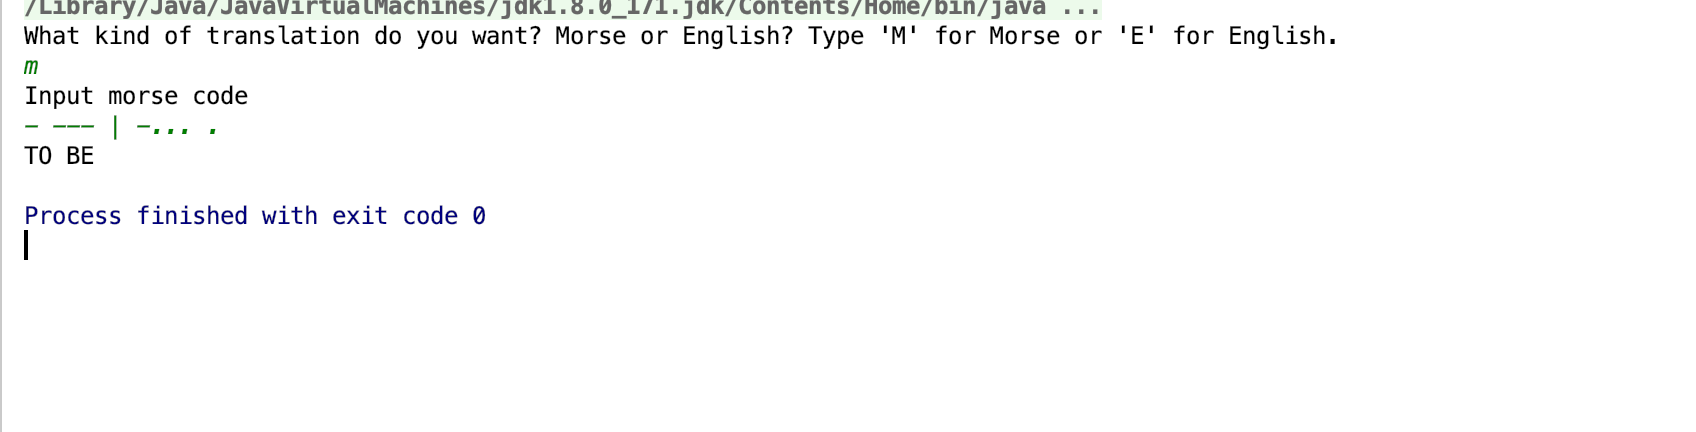 /Library/Java/JavaVirtualMachines/jdk1.8.0_171.jdk/Contents/Home/bin/java ...
What kind of translation do you want? Morse or English? Type 'M' for Morse or 'E' for English.
m
Input morse code
- --- | -... .
TO BE
Process finished with exit code 0